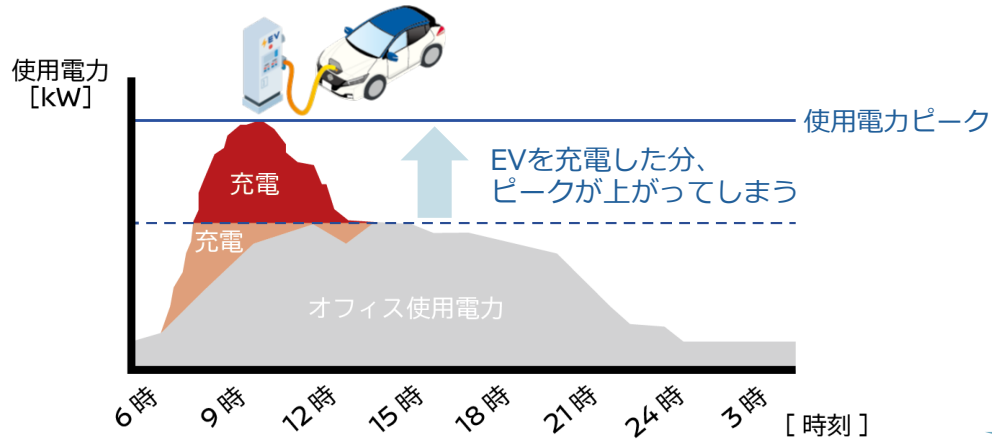 使用電力
［kW］
EV
使用電力ピーク
EVを充電した分、
ピークが上がってしまう
充電
充電
オフィス使用電力
6時
9時
12時
15時
18時
21時
24時
3時
［ 時刻 ］